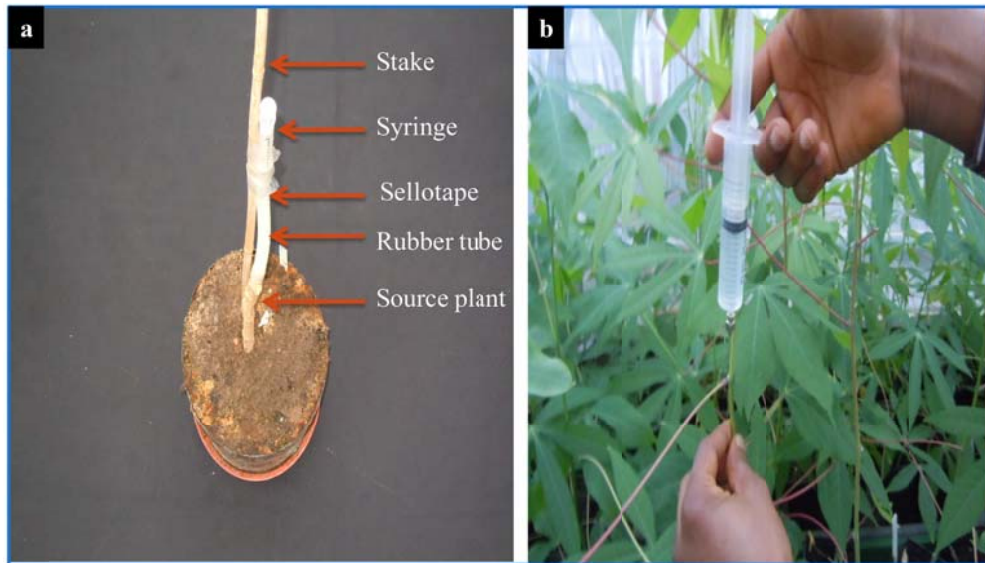 a
Stake
Syringe
Sellotape
Rubber tube
Source plant
b